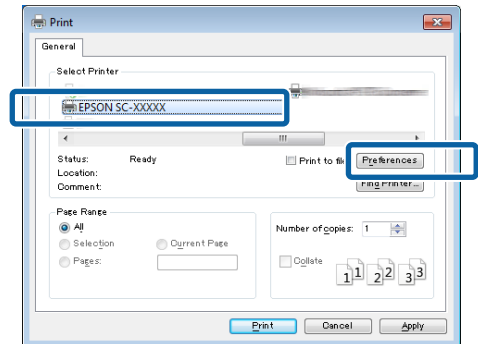 Print
General
Select Printer
EPSON SC-XXXXX
Status: Ready
Print to fil
Preferences
Location:
Comment:
Find Printer...
Page Range
All
Selection
Current Page
Pages:
Number of copies: 1
Collate
1 1 2 2 3 3
Print Cancel Apply